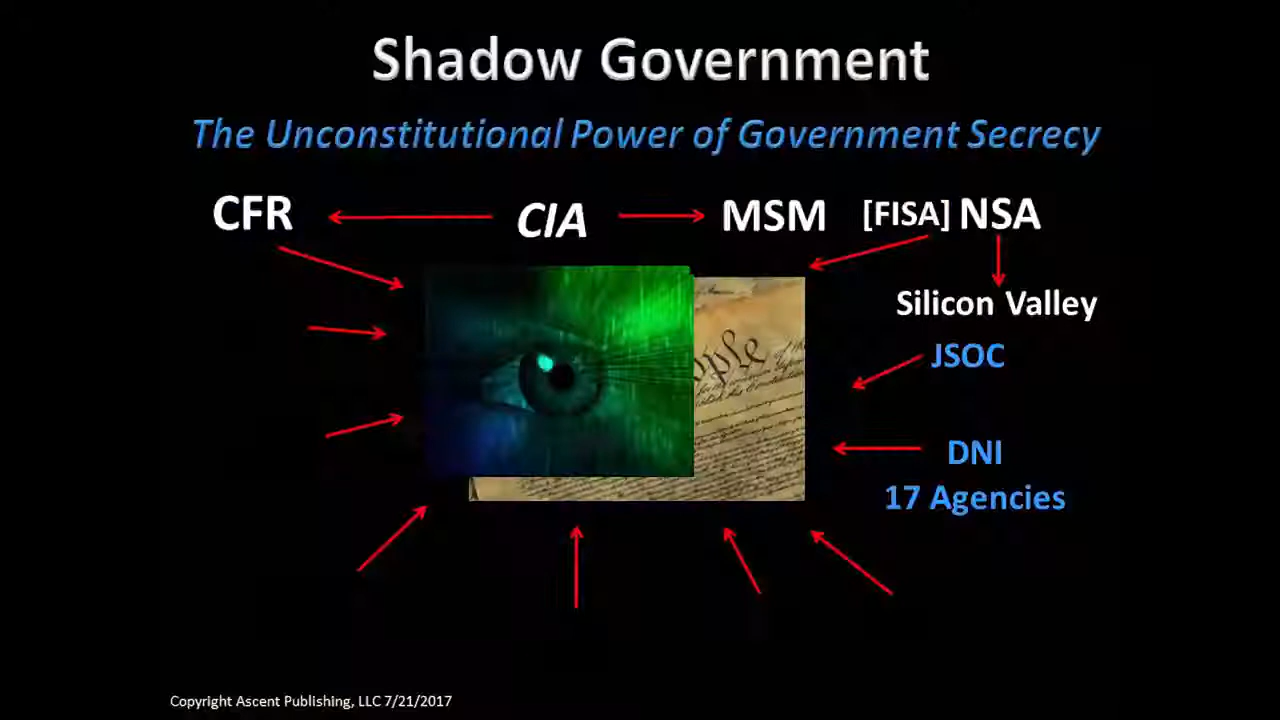 Shadow Government
The Unconstitutional Power of Government Secrecy
CFR CIA MSM [FISA] NSA
Silicon Valley
JSOC
DNI
17 Agencies
Copyright Ascent Publishing, LLC 7/21/2017